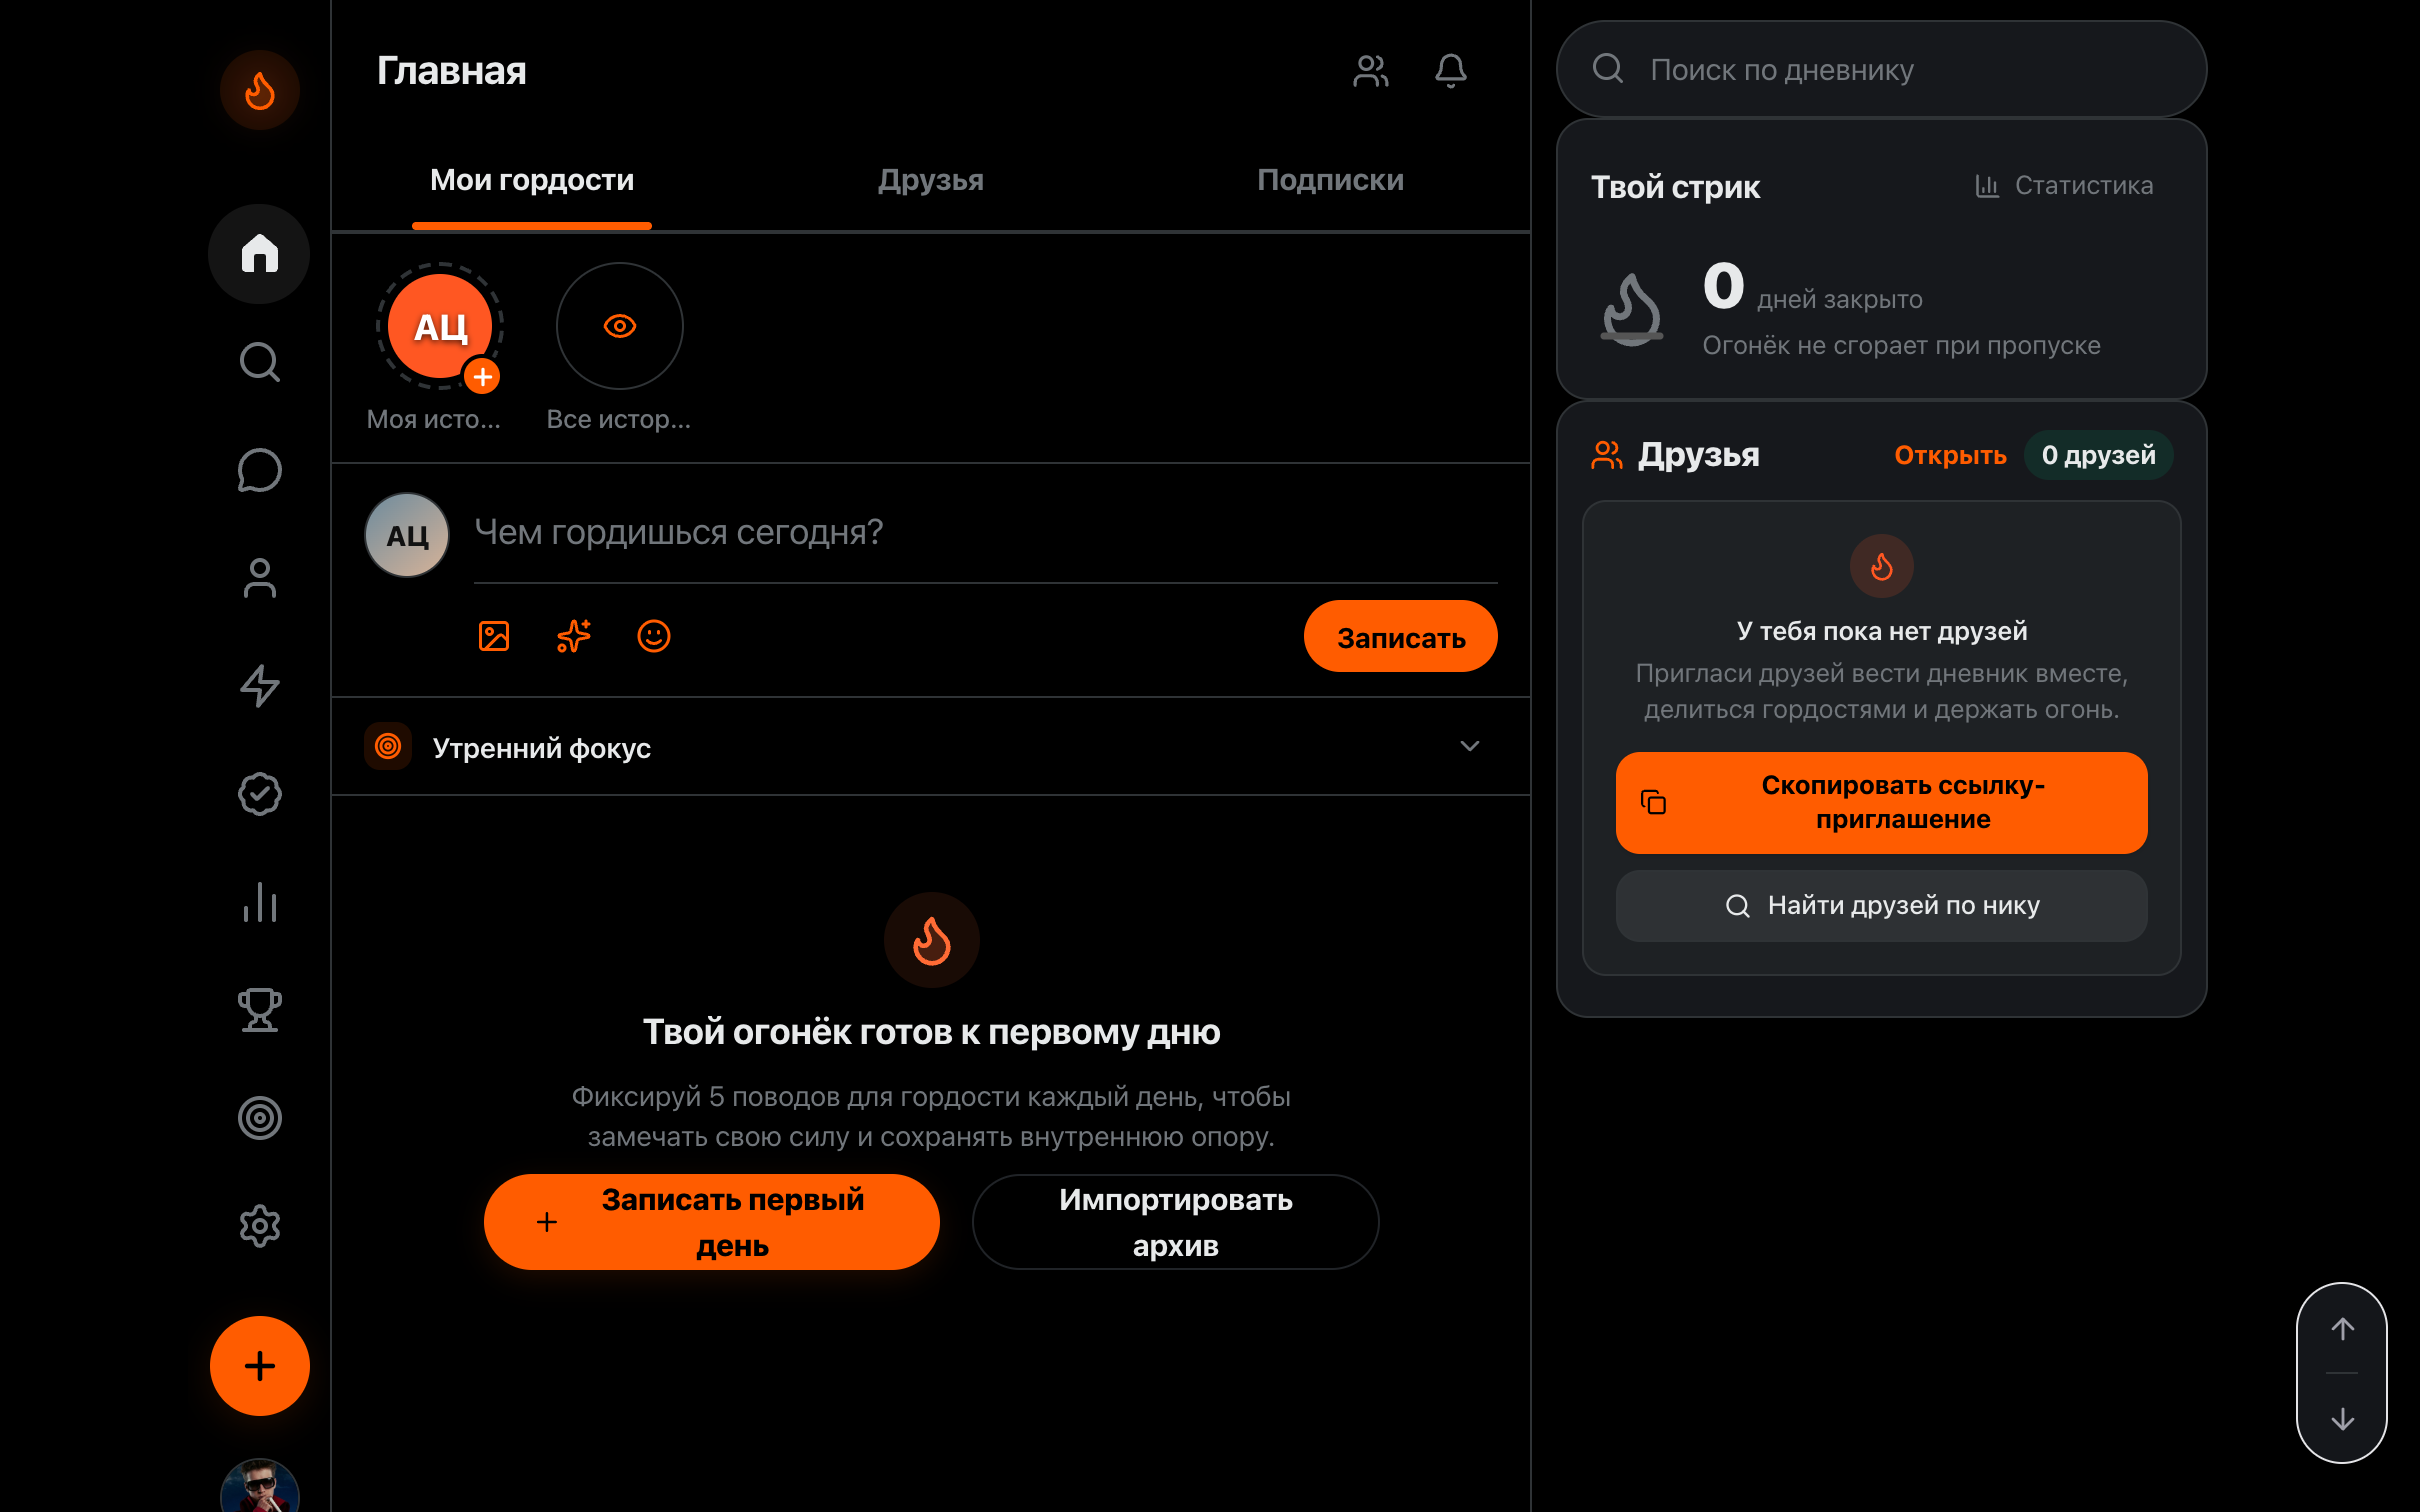 Главная
Мои гордости
Друзья
Подписки
АЦ
Моя исто...
Все истор...
АЦ
Чем гордишься сегодня?
Записать
Утренний фокус
Твой огонёк готов к первому дню
Фиксируй 5 поводов для гордости каждый день, чтобы
замечать свою силу и сохранять внутреннюю опору.
Записать первый
день
Импортировать
архив
Поиск по дневнику
Твой стрик
Статистика
0 дней закрыто
Огонёк не сгорает при пропуске
Друзья
Открыть
0 друзей
У тебя пока нет друзей
Пригласи друзей вести дневник вместе,
делиться гордостями и держать огонь.
Скопировать ссылку-
приглашение
Найти друзей по нику